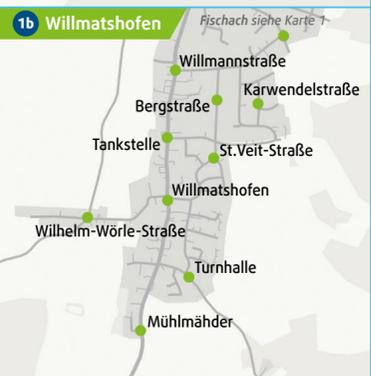 1b Willmatshofen
Fischach siehe Karte 1
Willmannstraße
Karwendelstraße
Bergstraße
Tankstelle
St.Veit-Straße
Willmatshofen
Wilhelm-Wörle-Straße
Turnhalle
Mühlmähder